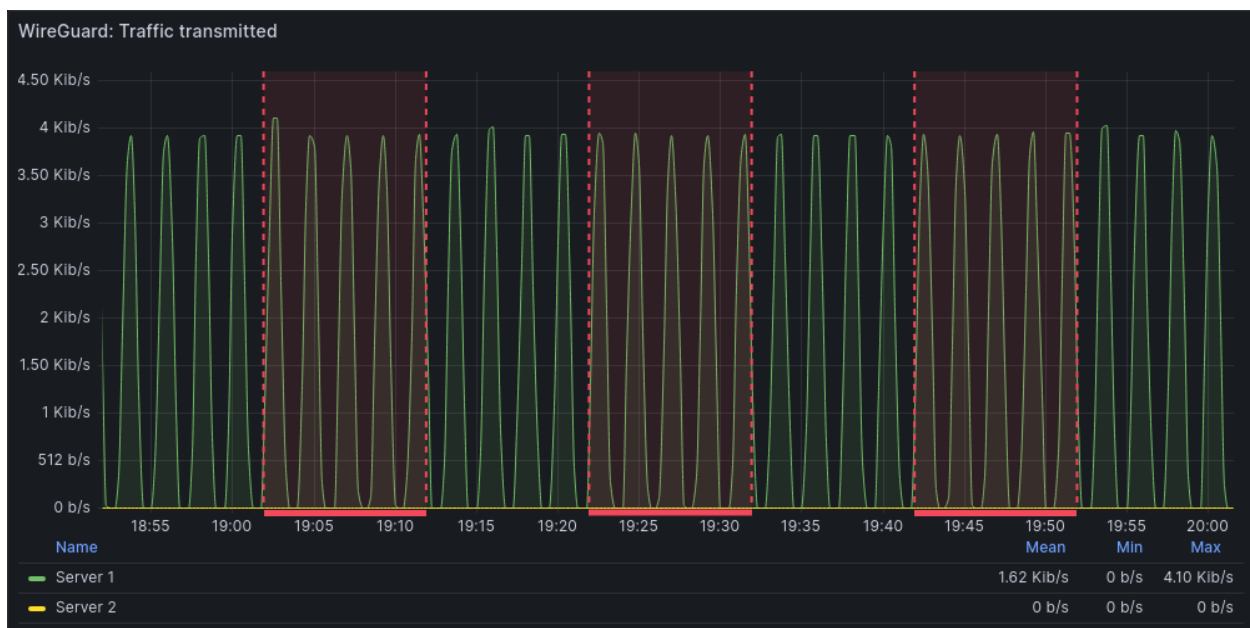 WireGuard: Traffic transmitted
4.50 Kib/s
4 Kib/s
3.50 Kib/s
3 Kib/s
2.50 Kib/s
2 Kib/s
1.50 Kib/s
1 Kib/s
512 b/s
0 b/s
18:55 19:00 19:05 19:10 19:15 19:20 19:25 19:30 19:35 19:40 19:45 19:50 19:55 20:00
Name Mean Min Max
Server 1 1.62 Kib/s 0 b/s 4.10 Kib/s
Server 2 0 b/s 0 b/s 0 b/s